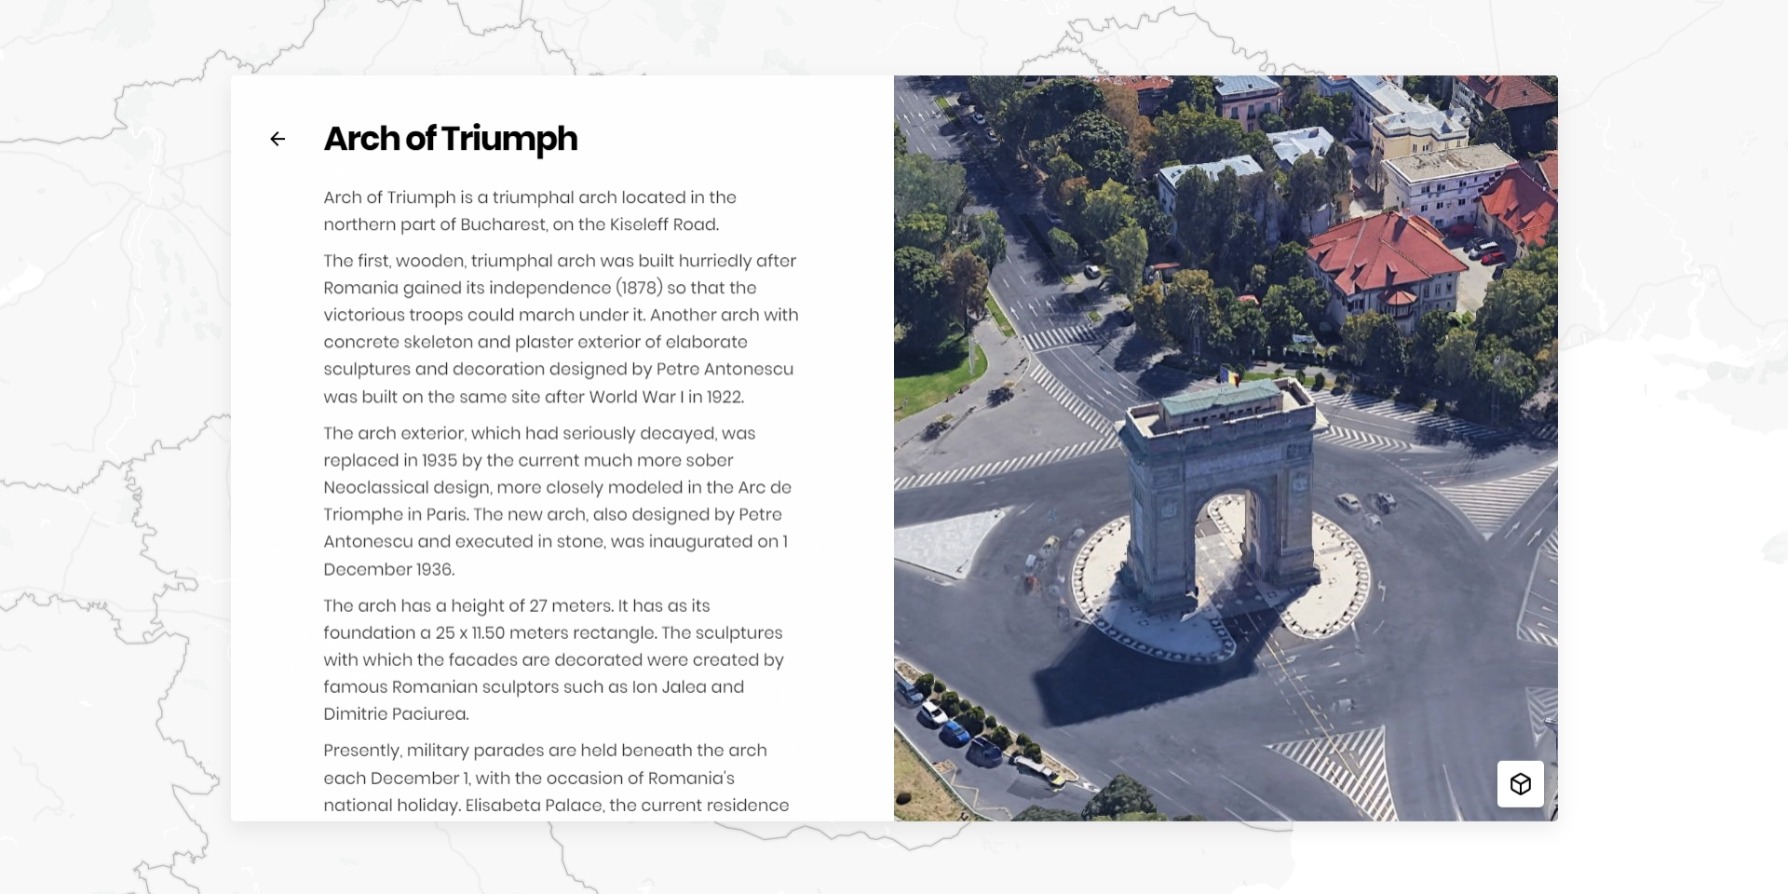 Arch of Triumph
Arch of Triumph is a triumphal arch located in the
northern part of Bucharest, on the Kiseleff Road.
The first, wooden, triumphal arch was built hurriedly after
Romania gained its independence (1878) so that the
victorious troops could march under it. Another arch with
concrete skeleton and plaster exterior of elaborate
sculptures and decoration designed by Petre Antonescu
was built on the same site after World War I in 1922.
The arch exterior, which had seriously decayed, was
replaced in 1935 by the current much more sober
Neoclassical design, more closely modeled in the Arc de
Triomphe in Paris. The new arch, also designed by Petre
Antonescu and executed in stone, was inaugurated on 1
December 1936.
The arch has a height of 27 meters. It has as its
foundation a 25 x 11.50 meters rectangle. The sculptures
with which the facades are decorated were created by
famous Romanian sculptors such as Ion Jalea and
Dimitrie Paciurea.
Presently, military parades are held beneath the arch
each December 1, with the occasion of Romania's
national holiday. Elisabeta Palace, the current residence